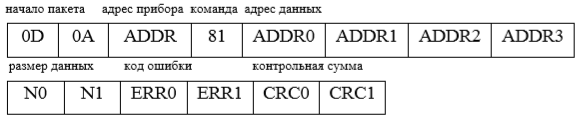 начало пакета адрес прибора команда адрес данных
0D 0A ADDR 81 ADDR0 ADDR1 ADDR2 ADDR3
размер данных код ошибки контрольная сумма
N0 N1 ERR0 ERR1 CRC0 CRC1